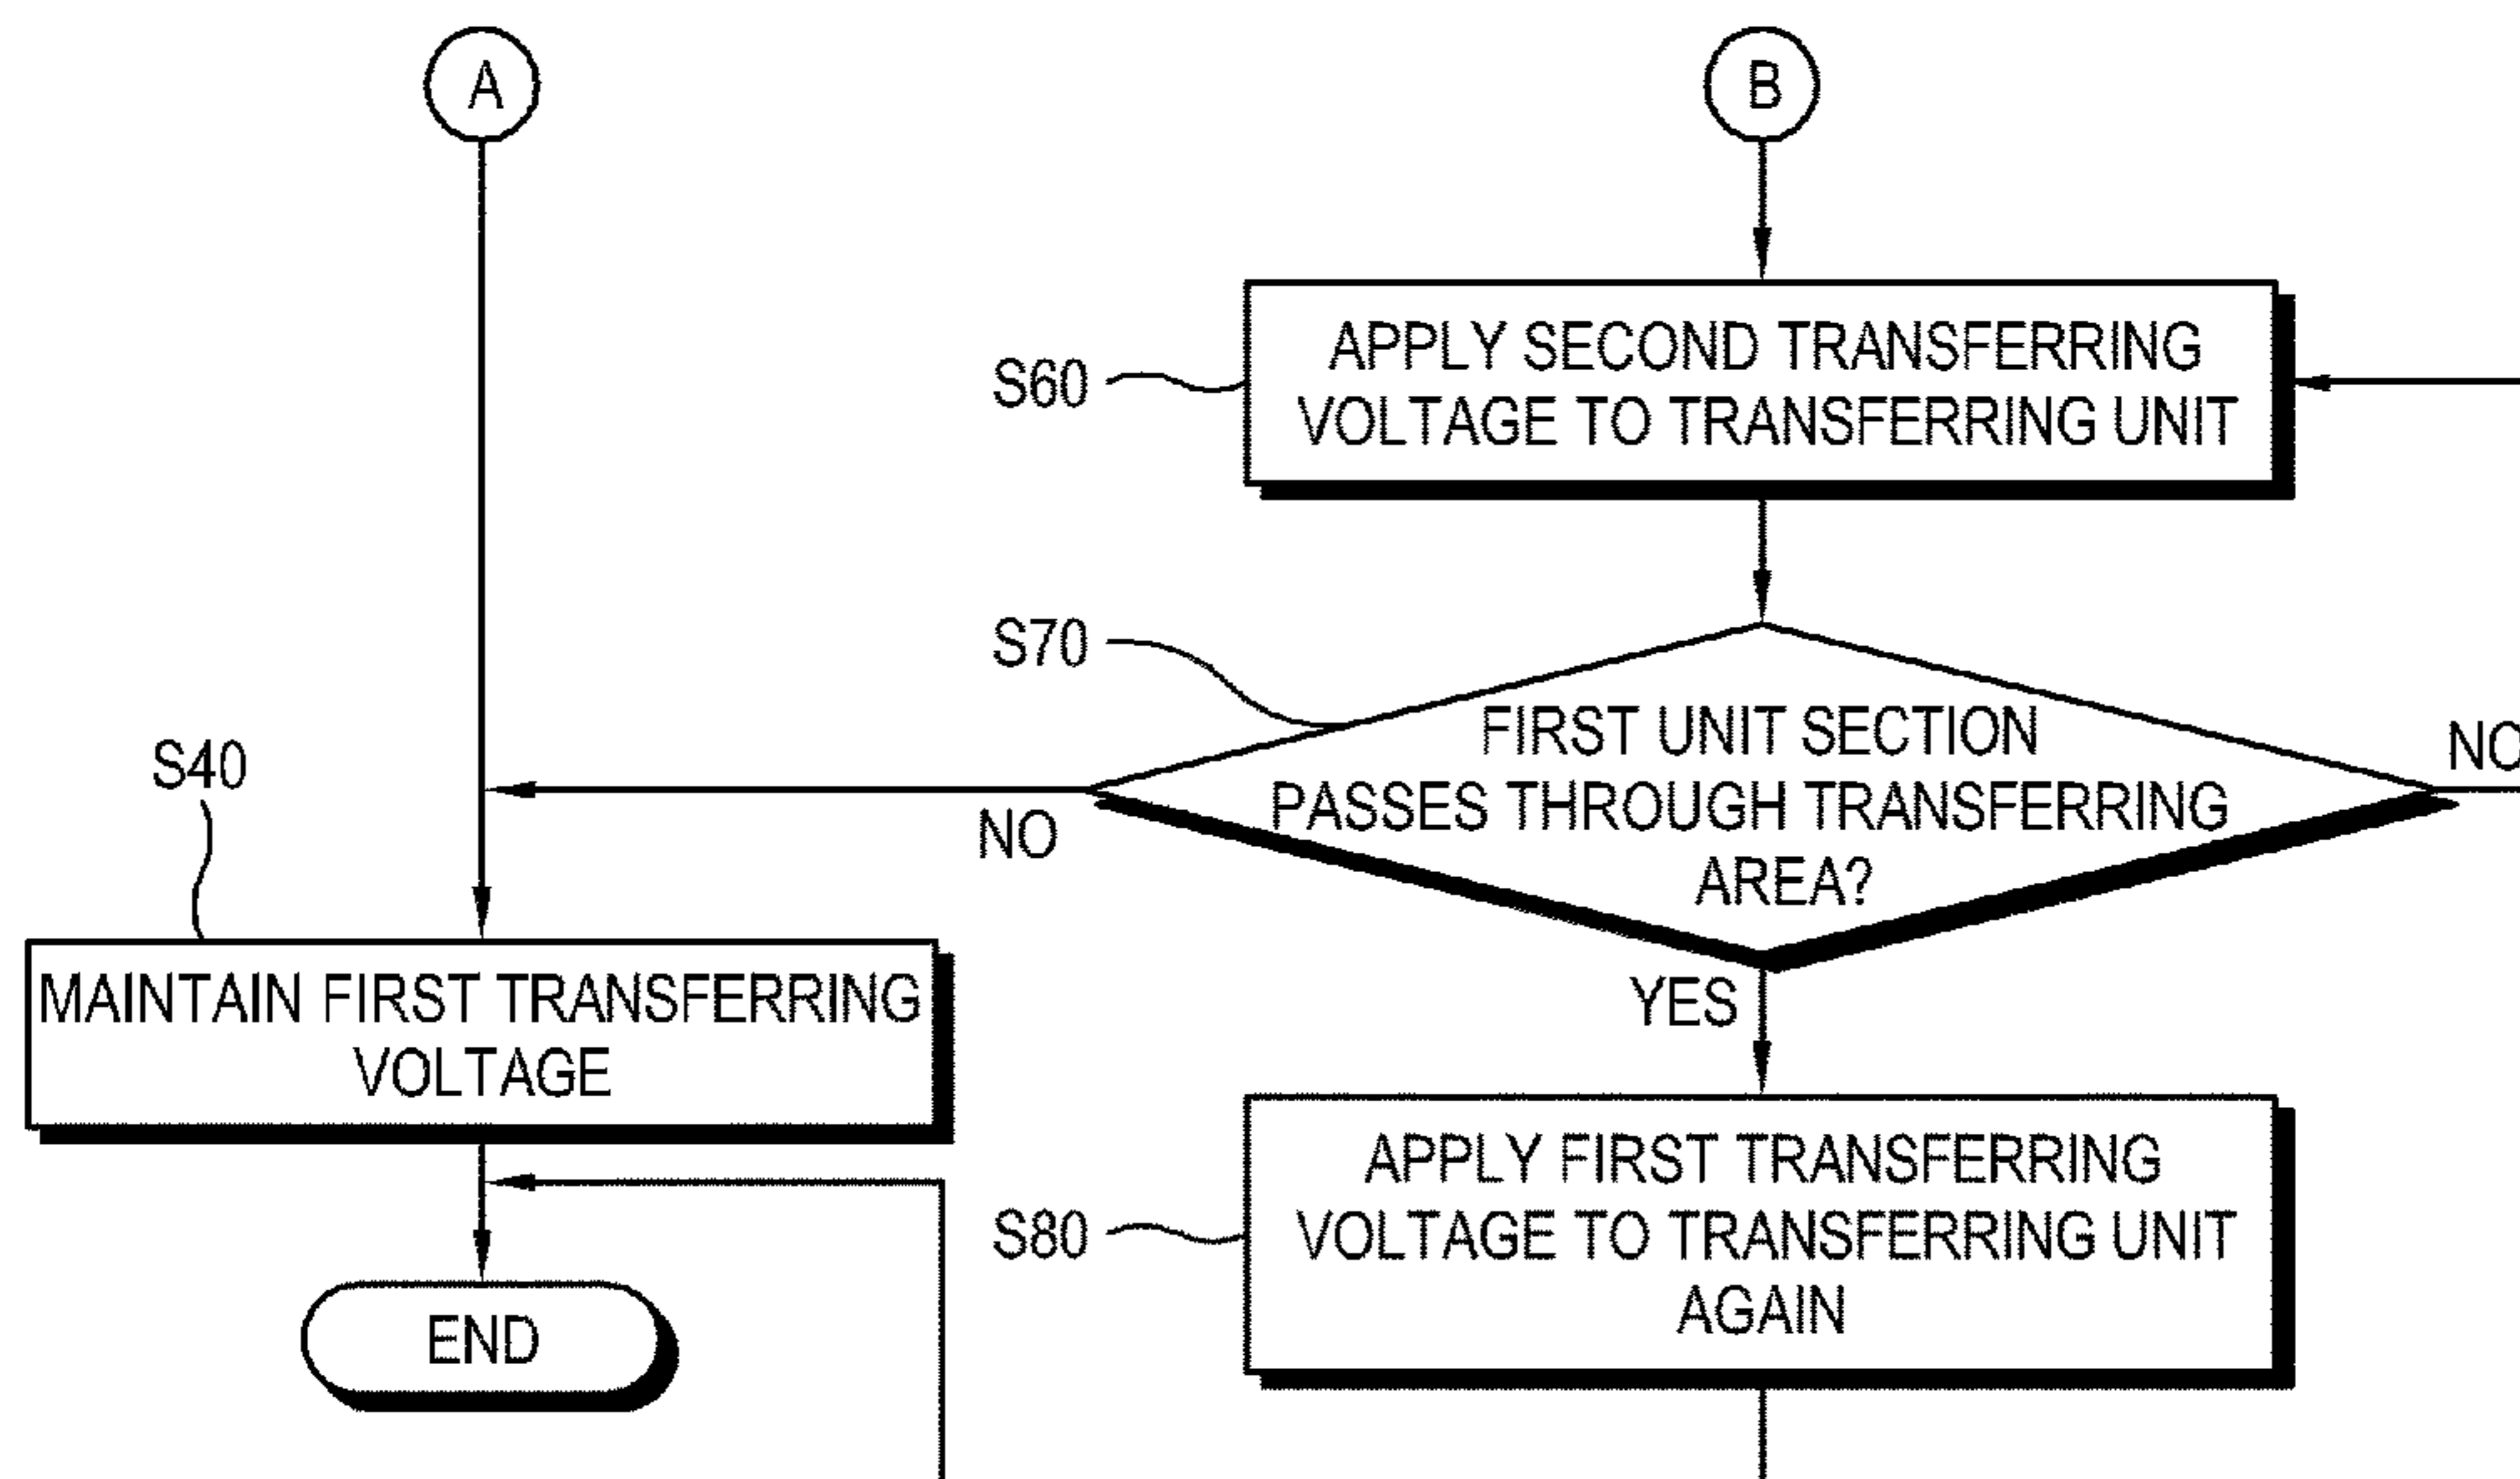 A
B
S60
APPLY SECOND TRANSFERRING
VOLTAGE TO TRANSFERRING UNIT
S70
FIRST UNIT SECTION
PASSES THROUGH TRANSFERRING
AREA?
NO
NO
YES
S40
MAINTAIN FIRST TRANSFERRING
VOLTAGE
END
S80
APPLY FIRST TRANSFERRING
VOLTAGE TO TRANSFERRING UNIT
AGAIN